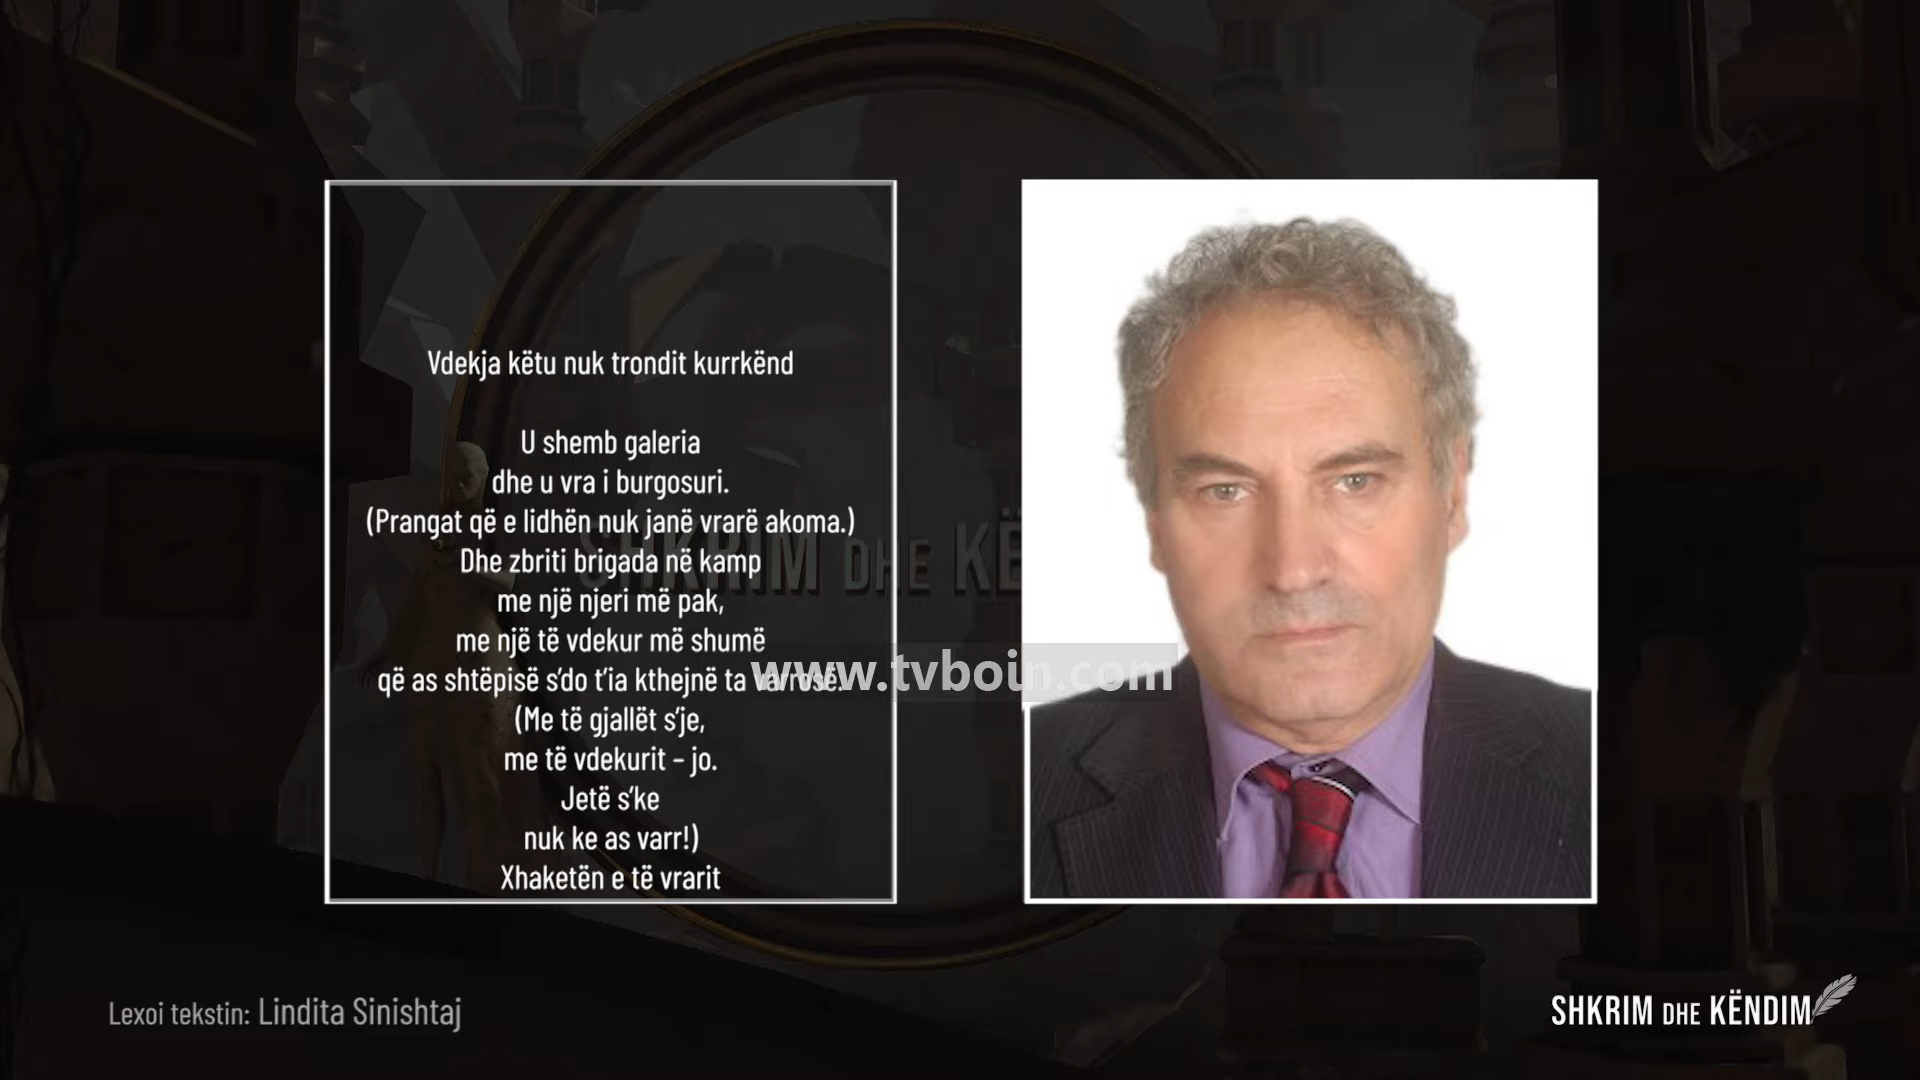 Vdekja këtu nuk trondit kurrkënd
U shemb galeria
dhe u vra i burgosuri.
(Prangat që e lidhën nuk janë vrarë akoma.)
Dhe zbriti brigada në kamp
me një njeri më pak,
me një të vdekur më shumë
që as shtëpisë s'do t'ia kthejnë ta varrosë.
(Me të gjallët s'je,
me të vdekurit – jo.
Jetë s'ke
nuk ke as varr!)
Xhaketën e të vrarit
SHKRIM DHE KË
www.tvboin.com
Lexoi tekstin: Lindita Sinishtaj
SHKRIM DHE KËNDIM